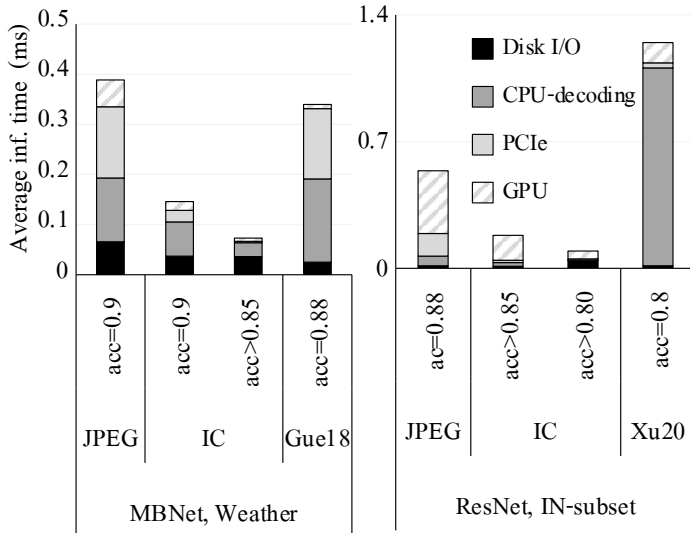 Average inf. time (ms)
0.5
0.4
0.3
0.2
0.1
0
acc=0.9
acc=0.9
acc>0.85
acc=0.88
JPEG
IC
Gue18
MBNet, Weather
1.4
0.7
0
Disk I/O
CPU-decoding
PCIe
GPU
ac=0.88
acc>0.85
acc>0.80
acc=0.8
JPEG
IC
Xu20
ResNet, IN-subset